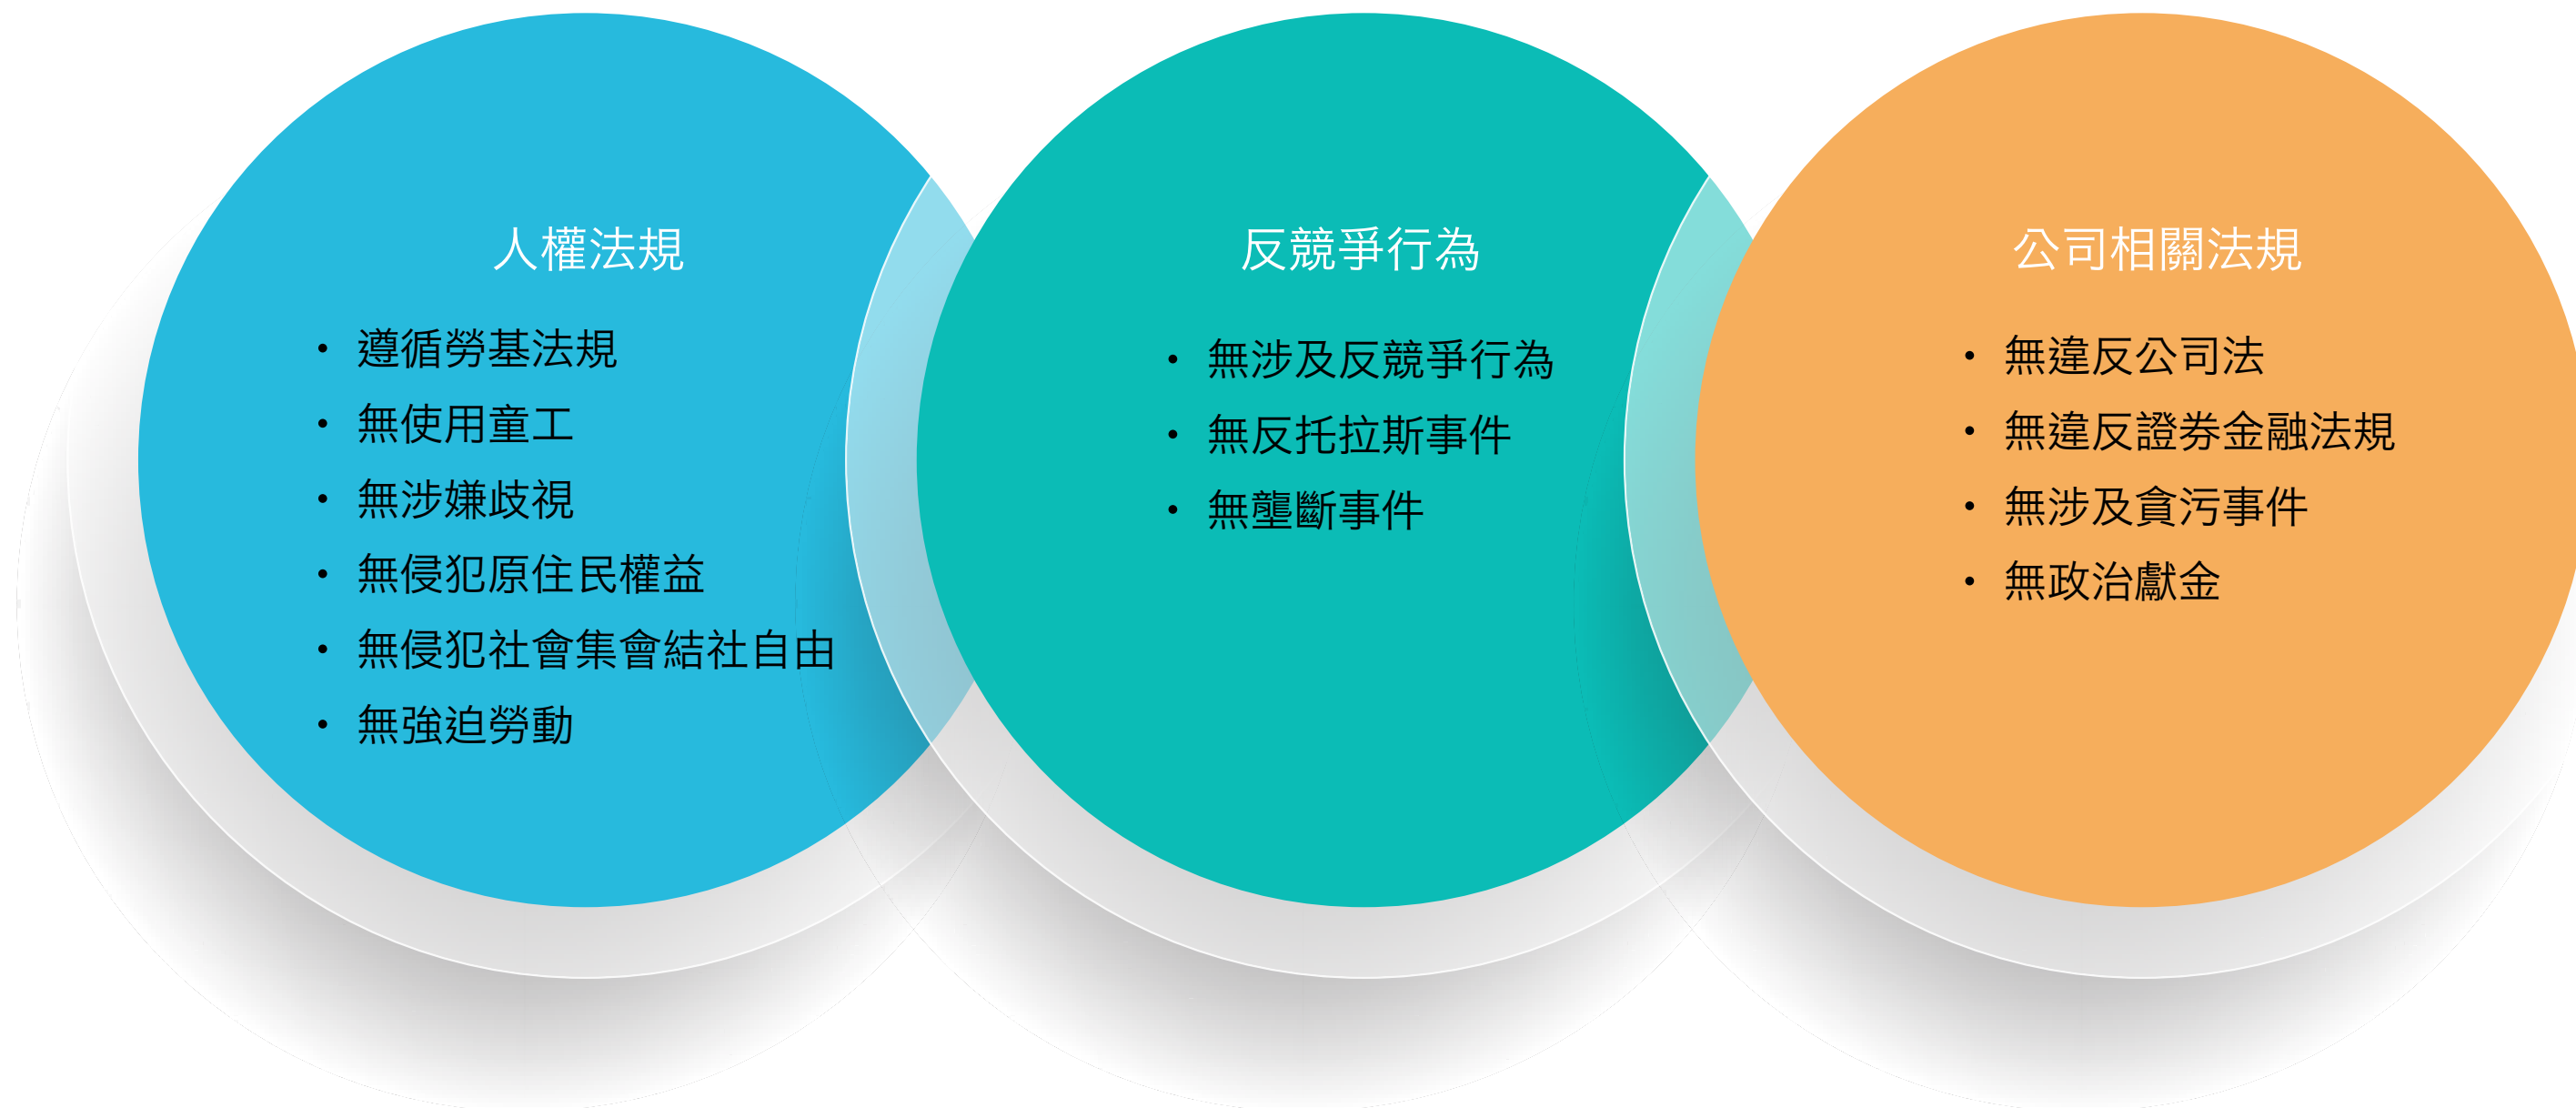 人權法規
• 遵循勞基法規
• 無使用童工
• 無涉嫌歧視
• 無侵犯原住民權益
• 無侵犯社會集會結社自由
• 無強迫勞動
反競爭行為
• 無涉及反競爭行為
• 無反托拉斯事件
• 無壟斷事件
公司相關法規
• 無違反公司法
• 無違反證券金融法規
• 無涉及貪污事件
• 無政治獻金